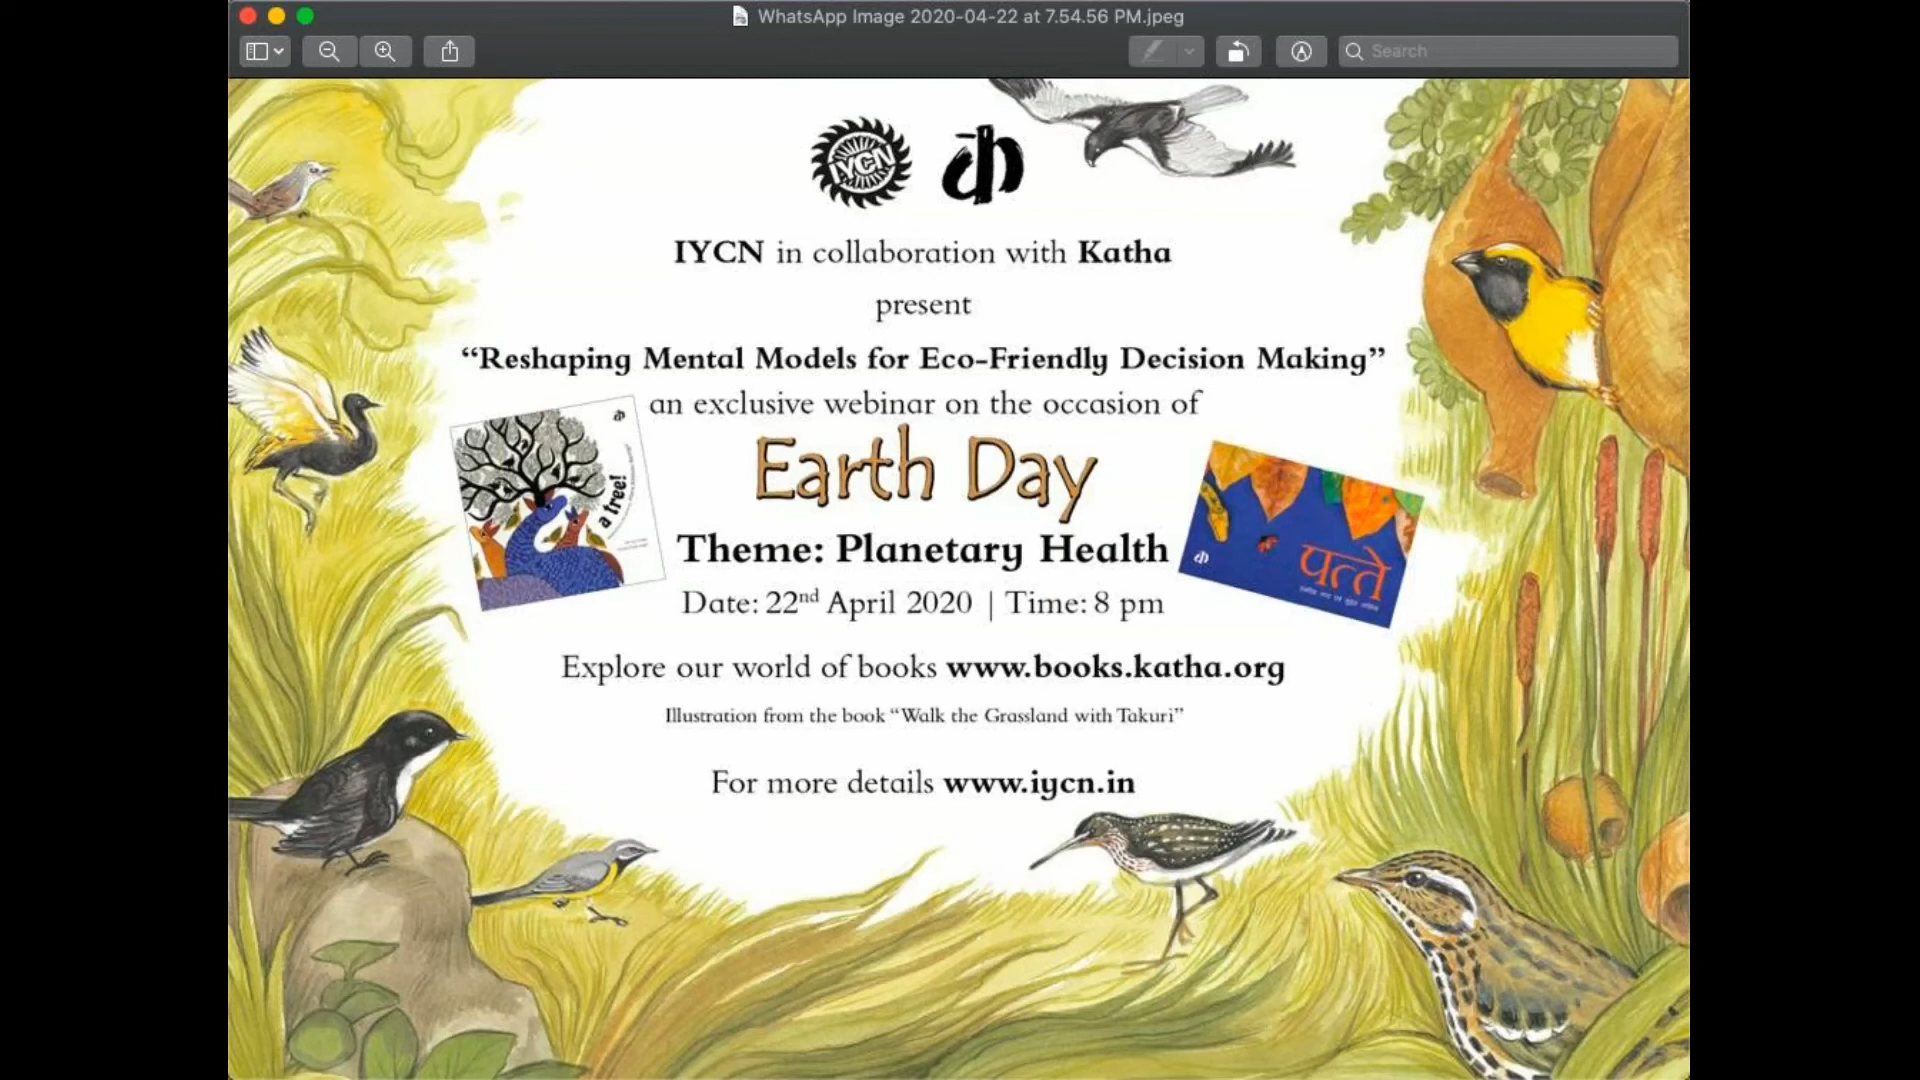 WhatsApp Image 2020-04-22 at 7.54.56 PM.jpeg
Search
IYCN
IYCN in collaboration with Katha
present
“Reshaping Mental Models for Eco-Friendly Decision Making”
an exclusive webinar on the occasion of
Earth Day
a tree!
Theme: Planetary Health
पत्ते
Date: 22nd April 2020 | Time: 8 pm
Explore our world of books www.books.katha.org
Illustration from the book “Walk the Grassland with Takuri”
For more details www.iycn.in